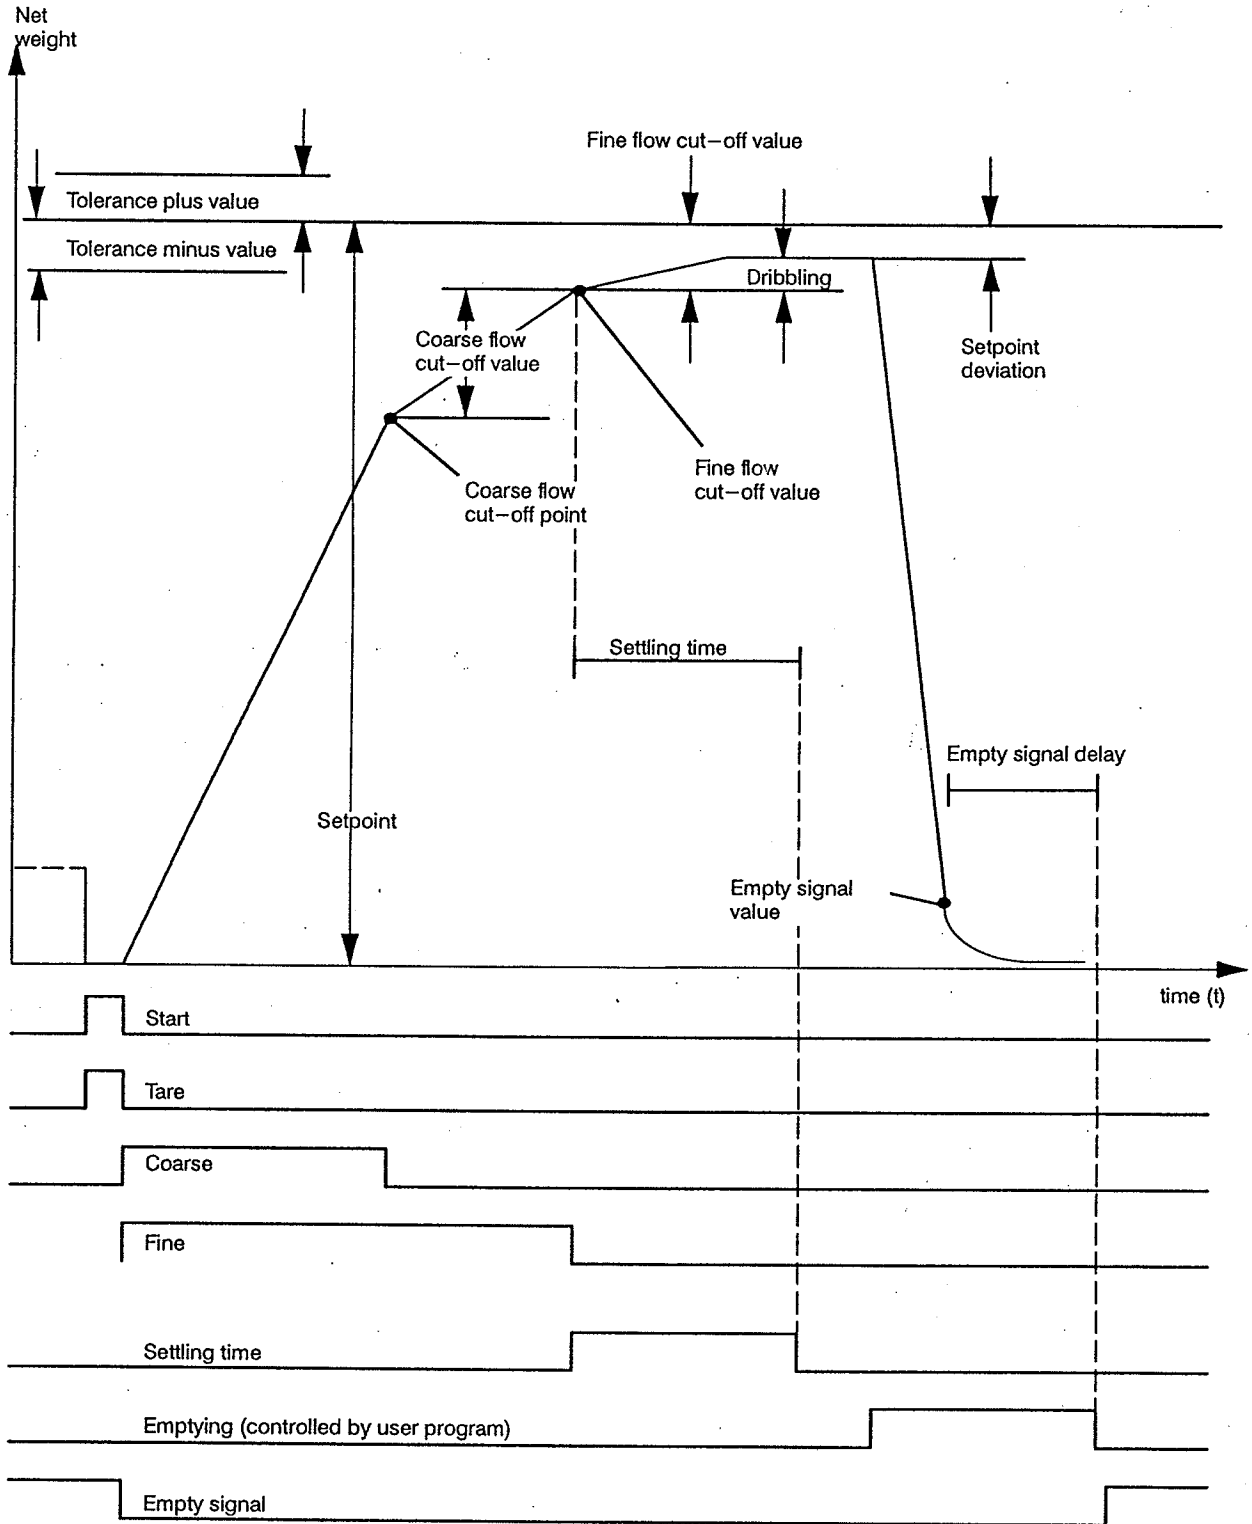 Net
weight
Fine flow cut–off value
Tolerance plus value
Tolerance minus value
Dribbling
Coarse flow
cut–off value
Setpoint
deviation
Fine flow
cut–off value
Coarse flow
cut–off point
Settling time
Empty signal delay
Setpoint
Empty signal
value
time (t)
Start
Tare
Coarse
Fine
Settling time
Emptying (controlled by user program)
Empty signal